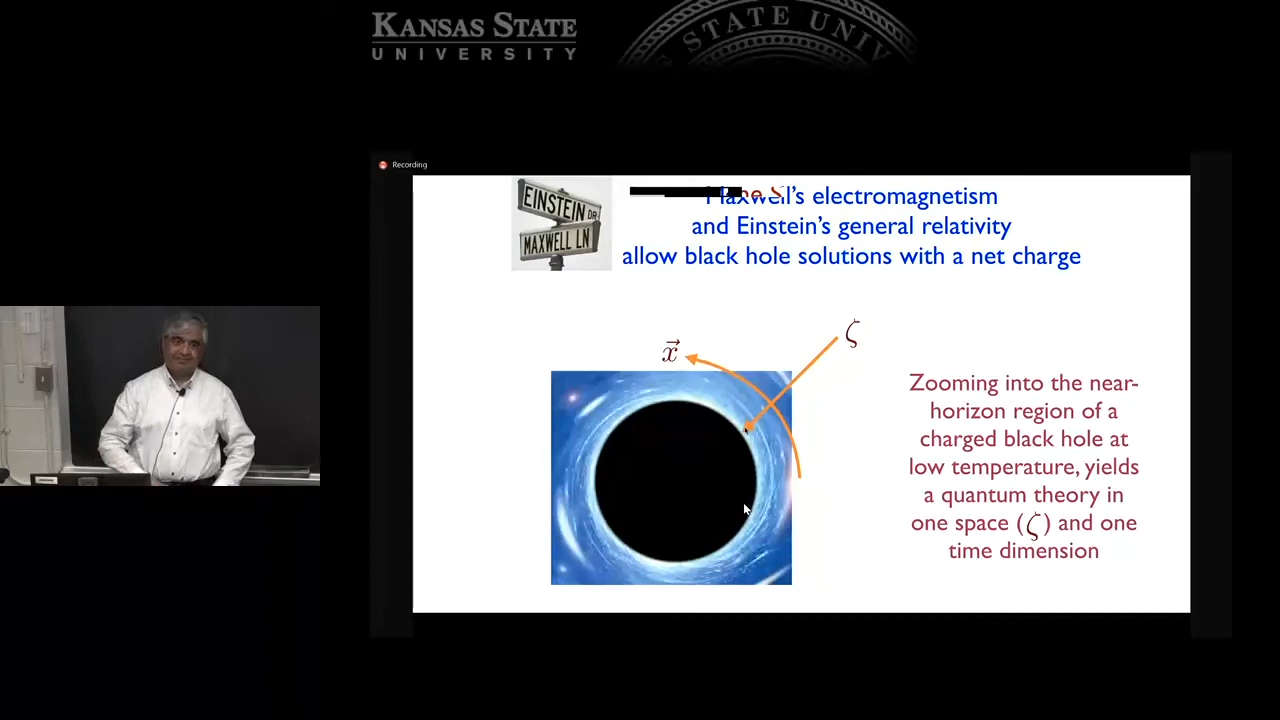 KANSAS STATE
UNIVERSITY
STATE UNIV
Recording
EINSTEIN DR
MAXWELL LN
Maxwell's electromagnetism
and Einstein's general relativity
allow black hole solutions with a net charge
x⃗
ζ
Zooming into the near-
horizon region of a
charged black hole at
low temperature, yields
a quantum theory in
one space (ζ) and one
time dimension